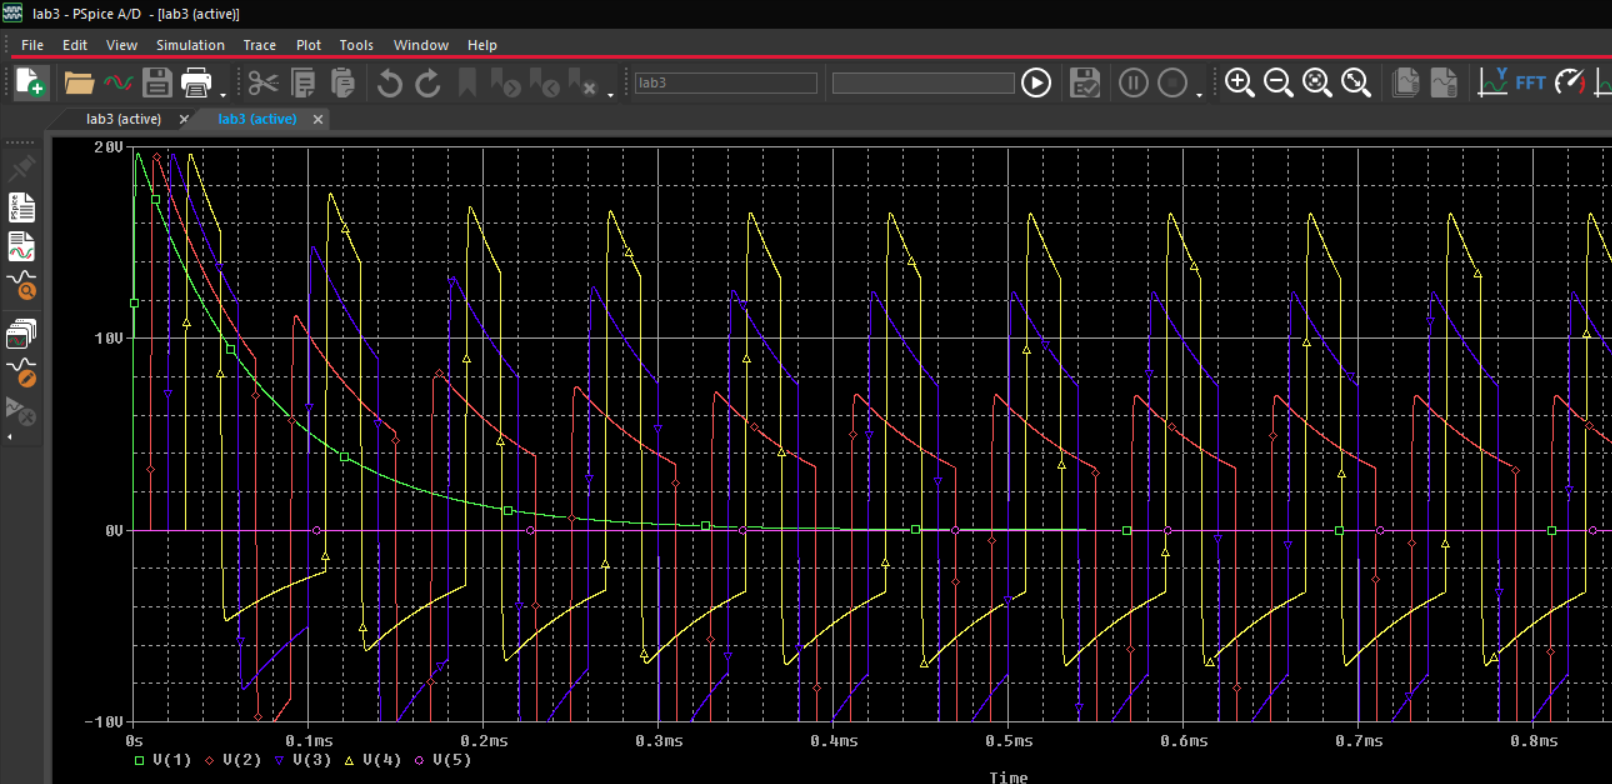 lab3 - PSpice A/D - [lab3 (active)]
File Edit View Simulation Trace Plot Tools Window Help
lab3
Y FFT
lab3 (active) lab3 (active)
PSpice
20V
10V
0V
-10V
0s 0.1ms 0.2ms 0.3ms 0.4ms 0.5ms 0.6ms 0.7ms 0.8ms
V(1) V(2) V(3) V(4) V(5)
Time